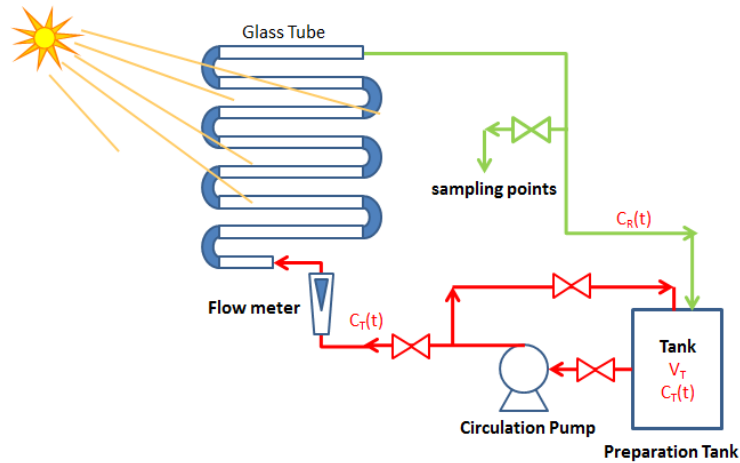 Glass Tube
sampling points
C_R(t)
Flow meter
C_T(t)
Tank
V_T
C_T(t)
Circulation Pump
Preparation Tank